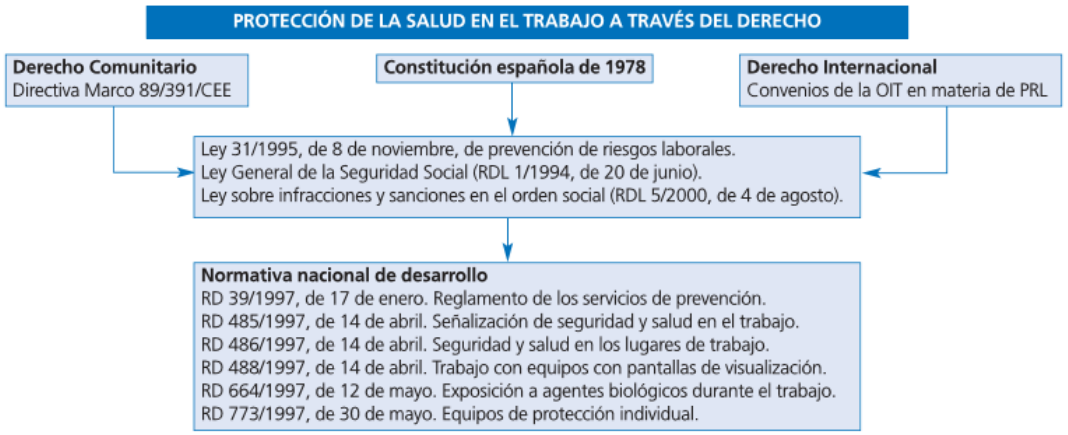 PROTECCIÓN DE LA SALUD EN EL TRABAJO A TRAVÉS DEL DERECHO
Derecho Comunitario
Directiva Marco 89/391/CEE
Constitución española de 1978
Derecho Internacional
Convenios de la OIT en materia de PRL
Ley 31/1995, de 8 de noviembre, de prevención de riesgos laborales.
Ley General de la Seguridad Social (RDL 1/1994, de 20 de junio).
Ley sobre infracciones y sanciones en el orden social (RDL 5/2000, de 4 de agosto).
Normativa nacional de desarrollo
RD 39/1997, de 17 de enero. Reglamento de los servicios de prevención.
RD 485/1997, de 14 de abril. Señalización de seguridad y salud en el trabajo.
RD 486/1997, de 14 de abril. Seguridad y salud en los lugares de trabajo.
RD 488/1997, de 14 de abril. Trabajo con equipos con pantallas de visualización.
RD 664/1997, de 12 de mayo. Exposición a agentes biológicos durante el trabajo.
RD 773/1997, de 30 de mayo. Equipos de protección individual.